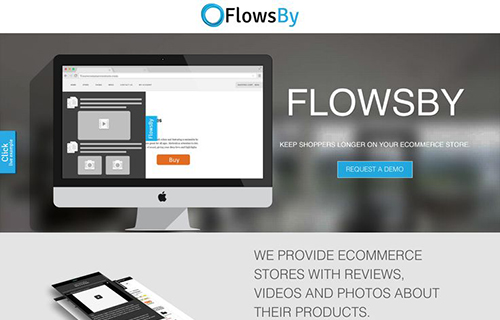 FlowsBy
FLOWSBY
KEEP SHOPPERS LONGER ON YOUR ECOMMERCE STORE.
REQUEST A DEMO
Click
Flowsby
Buy
WE PROVIDE ECOMMERCE
STORES WITH REVIEWS,
VIDEOS AND PHOTOS ABOUT
THEIR PRODUCTS.